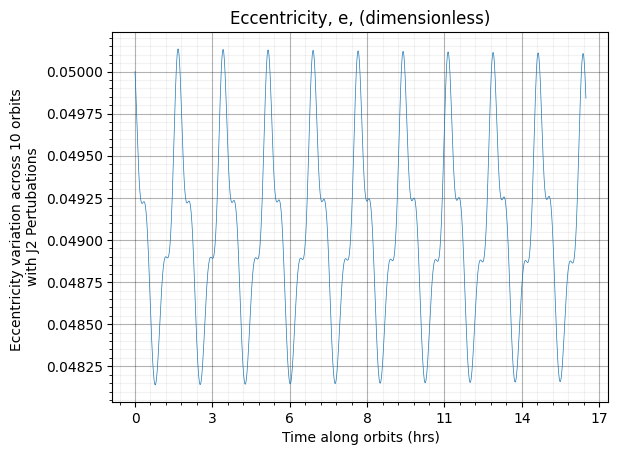 Eccentricity, e, (dimensionless)
Eccentricity variation across 10 orbits
with J2 Pertubations
0.05000
0.04975
0.04950
0.04925
0.04900
0.04875
0.04850
0.04825
0 3 6 8 11 14 17
Time along orbits (hrs)